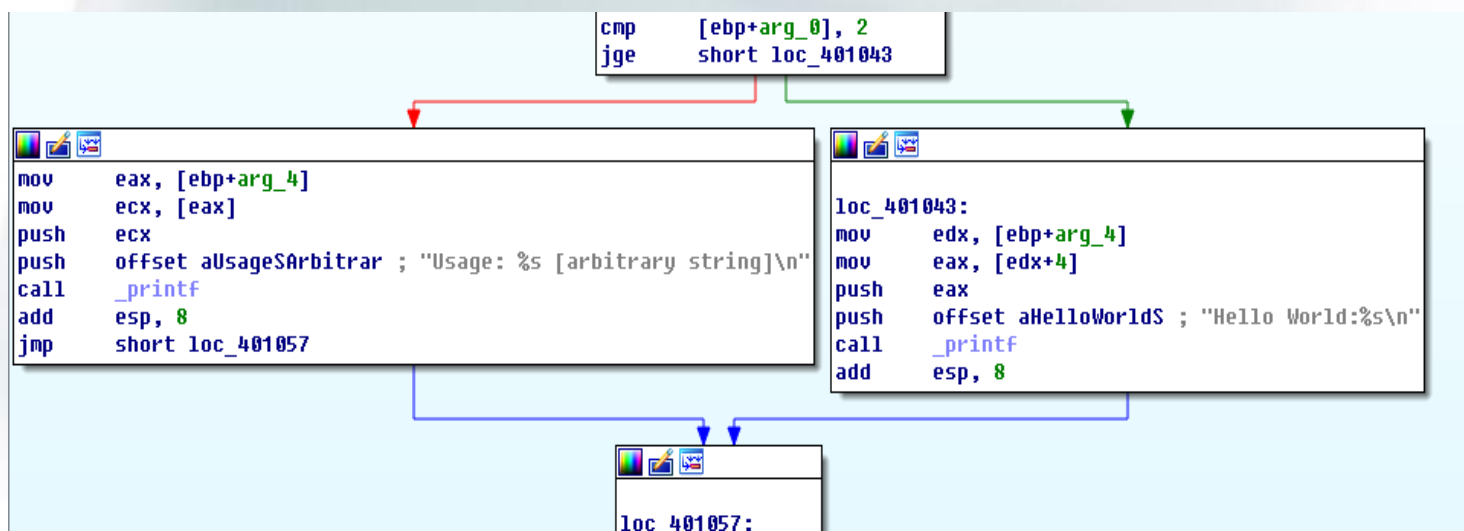 cmp [ebp+arg_0], 2
jge short loc_401043
mov eax, [ebp+arg_4]
mov ecx, [eax]
push ecx
push offset aUsageSArbitrar ; "Usage: %s [arbitrary string]\n"
call _printf
add esp, 8
jmp short loc_401057
loc_401043:
mov edx, [ebp+arg_4]
mov eax, [edx+4]
push eax
push offset aHelloWorldS ; "Hello World:%s\n"
call _printf
add esp, 8
loc_401057: